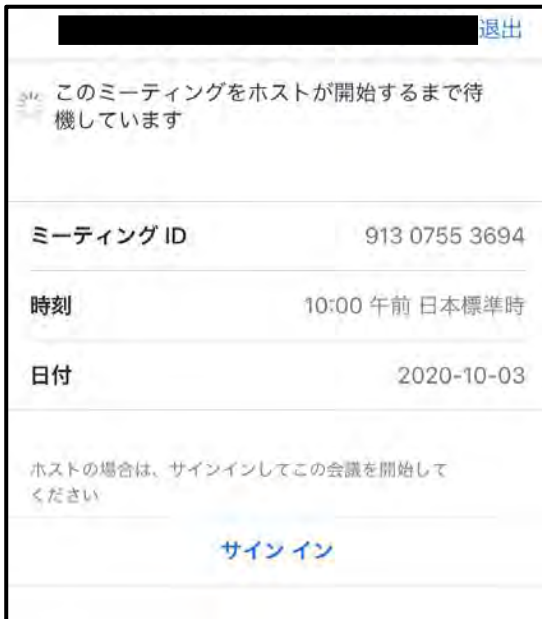 退出
このミーティングをホストが開始するまで待
機しています
ミーティング ID 913 0755 3694
時刻 10:00 午前 日本標準時
日付 2020-10-03
ホストの場合は、サインインしてこの会議を開始して
ください
サイン イン